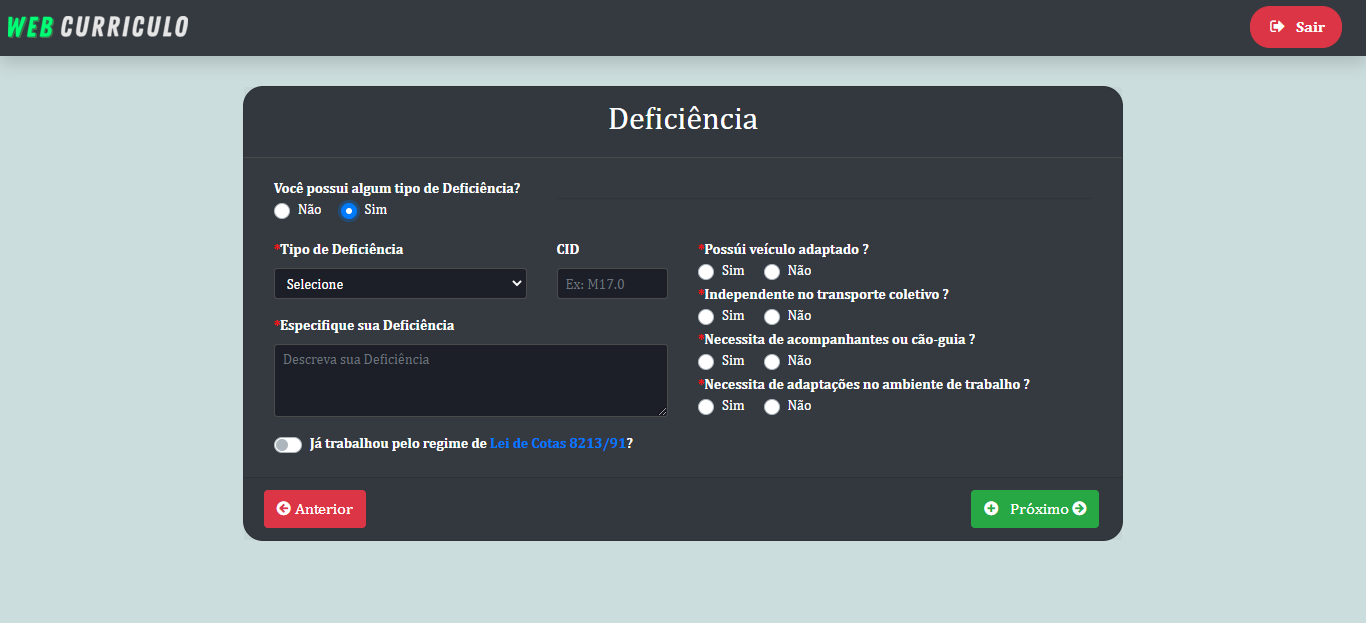 WEB CURRICULO
Sair
Deficiência
Você possui algum tipo de Deficiência?
Não Sim
*Tipo de Deficiência
CID
Selecione
Ex: M17.0
*Especifique sua Deficiência
Descreva sua Deficiência
*Possúi veículo adaptado ?
Sim Não
*Independente no transporte coletivo ?
Sim Não
*Necessita de acompanhantes ou cão-guia ?
Sim Não
*Necessita de adaptações no ambiente de trabalho ?
Sim Não
Já trabalhou pelo regime de Lei de Cotas 8213/91?
Anterior
Próximo